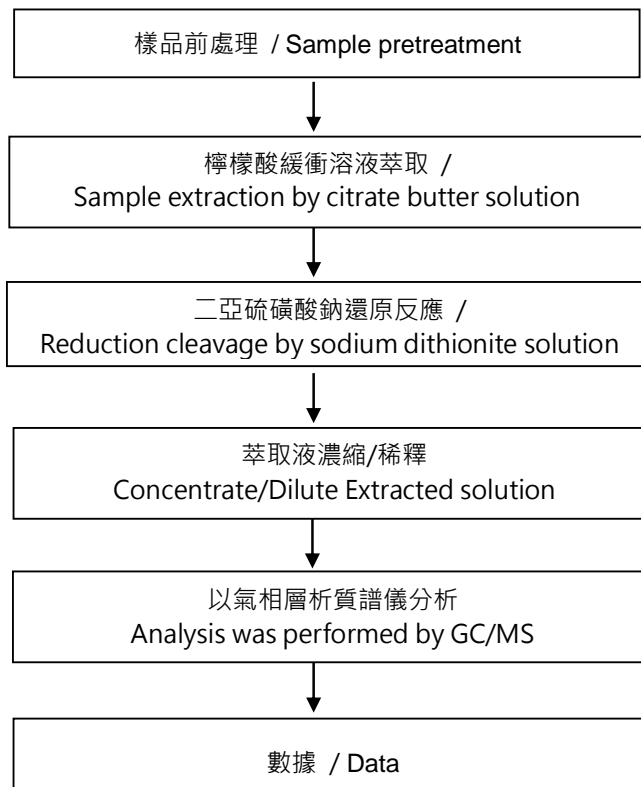 樣品前處理 / Sample pretreatment
檸檬酸緩衝溶液萃取 /
Sample extraction by citrate butter solution
二亞硫磺酸鈉還原反應 /
Reduction cleavage by sodium dithionite solution
萃取液濃縮/稀釋
Concentrate/Dilute Extracted solution
以氣相層析質譜儀分析
Analysis was performed by GC/MS
數據 / Data